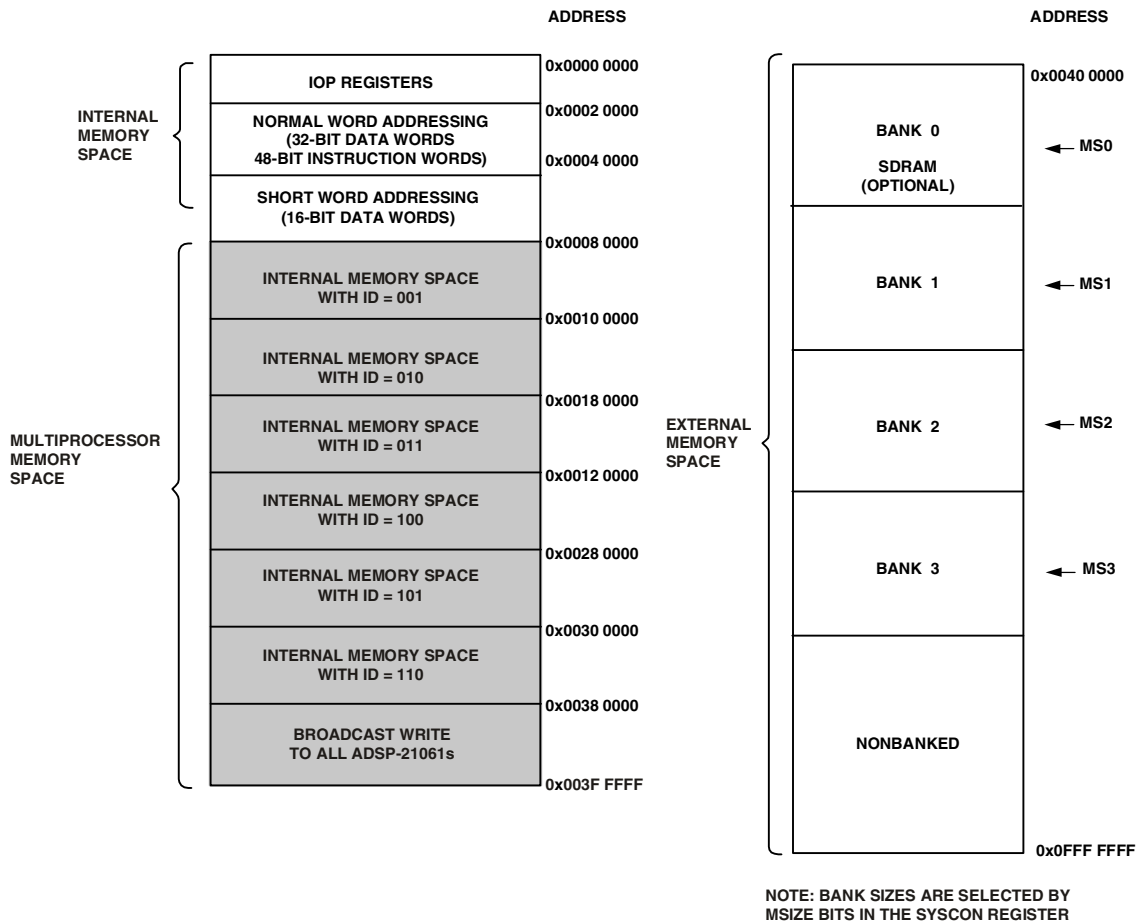 ADDRESS
INTERNAL
MEMORY
SPACE
IOP REGISTERS
0x0000 0000
0x0002 0000
NORMAL WORD ADDRESSING
(32-BIT DATA WORDS
48-BIT INSTRUCTION WORDS)
0x0004 0000
SHORT WORD ADDRESSING
(16-BIT DATA WORDS)
0x0008 0000
MULTIPROCESSOR
MEMORY
SPACE
INTERNAL MEMORY SPACE
WITH ID = 001
0x0010 0000
INTERNAL MEMORY SPACE
WITH ID = 010
0x0018 0000
INTERNAL MEMORY SPACE
WITH ID = 011
0x0012 0000
INTERNAL MEMORY SPACE
WITH ID = 100
0x0028 0000
INTERNAL MEMORY SPACE
WITH ID = 101
0x0030 0000
INTERNAL MEMORY SPACE
WITH ID = 110
0x0038 0000
BROADCAST WRITE
TO ALL ADSP-21061s
0x003F FFFF
ADDRESS
0x0040 0000
EXTERNAL
MEMORY
SPACE
BANK 0
SDRAM
(OPTIONAL)
MS0
BANK 1
MS1
BANK 2
MS2
BANK 3
MS3
NONBANKED
0x0FFF FFFF
NOTE: BANK SIZES ARE SELECTED BY
MSIZE BITS IN THE SYSCON REGISTER